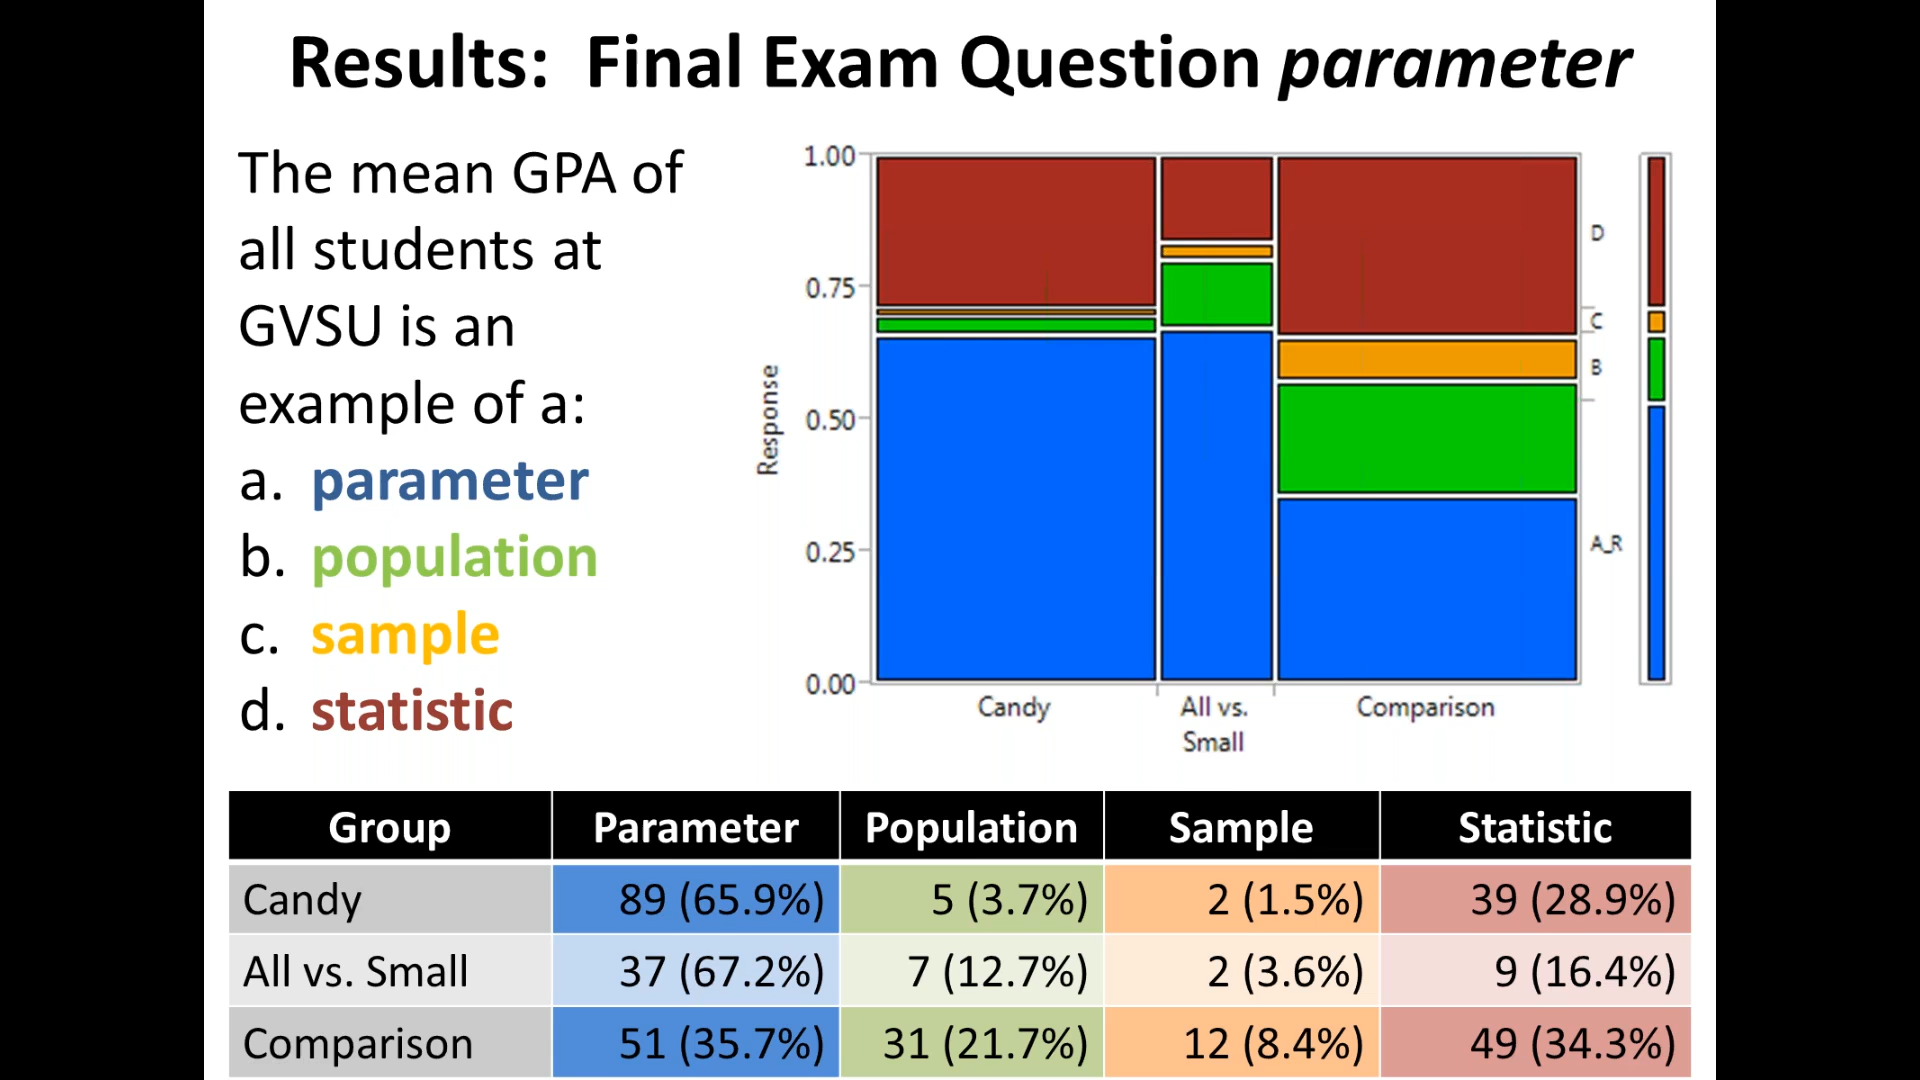 Results: Final Exam Question parameter
The mean GPA of
all students at
GVSU is an
example of a:
a. parameter
b. population
c. sample
d. statistic
Response
1.00
0.75
0.50
0.25
0.00
D
C
B
A_R
Candy
All vs.
Small
Comparison
Group Parameter Population Sample Statistic
Candy 89 (65.9%) 5 (3.7%) 2 (1.5%) 39 (28.9%)
All vs. Small 37 (67.2%) 7 (12.7%) 2 (3.6%) 9 (16.4%)
Comparison 51 (35.7%) 31 (21.7%) 12 (8.4%) 49 (34.3%)